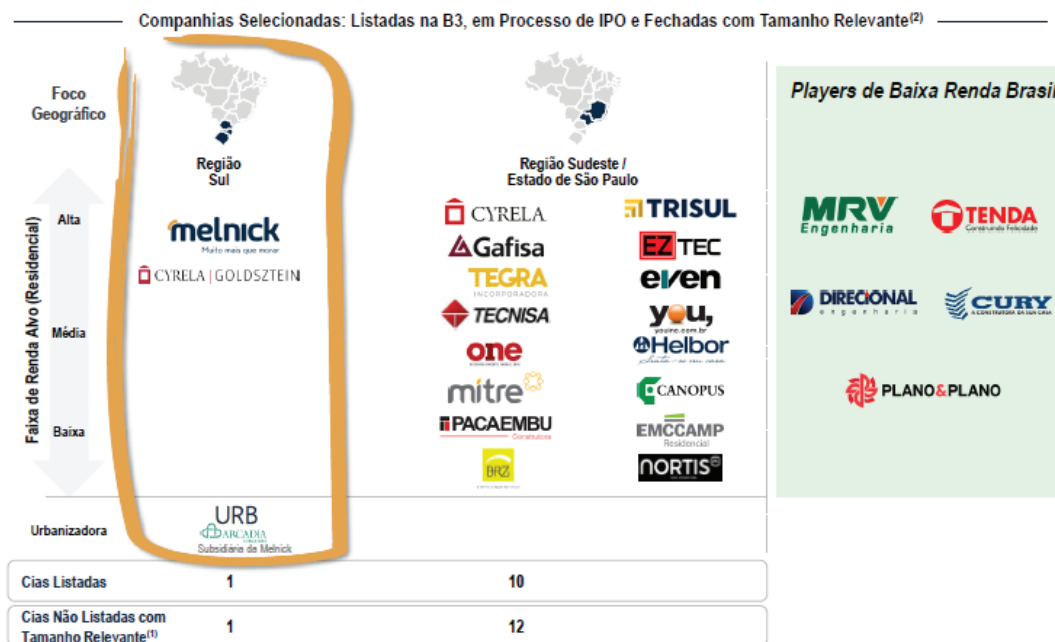 Companhias Selecionadas: Listadas na B3, em Processo de IPO e Fechadas com Tamanho Relevante(2)
Foco
Geográfico
Região
Sul
Região Sudeste /
Estado de São Paulo
Players de Baixa Renda Brasil
Faixa de Renda Alvo (Residencial)
Alta
Média
Baixa
melnick
Muito mais que morar
CYRELA | GOLDSZTEIN
CYRELA
TRISUL
Gafisa
EZTEC
TEGRA
INCORPORADORA
even
TECNISA
you,
youinc.com.br
one
Helbor
mitre
CANOPUS
PACAEMBU
Construtora
EMCCAMP
Residencial
BRZ
NORTIS
MRV
Engenharia
TENDA
Construindo Felicidade
DIRECIONAL
engenharia
CURY
A CONSTRUTORA DA SUA CASA
PLANO&PLANO
Urbanizadora
URB
ARCADIA
Subsidiária da Melnick
Cias Listadas
1
10
Cias Não Listadas com
Tamanho Relevante(1)
1
12